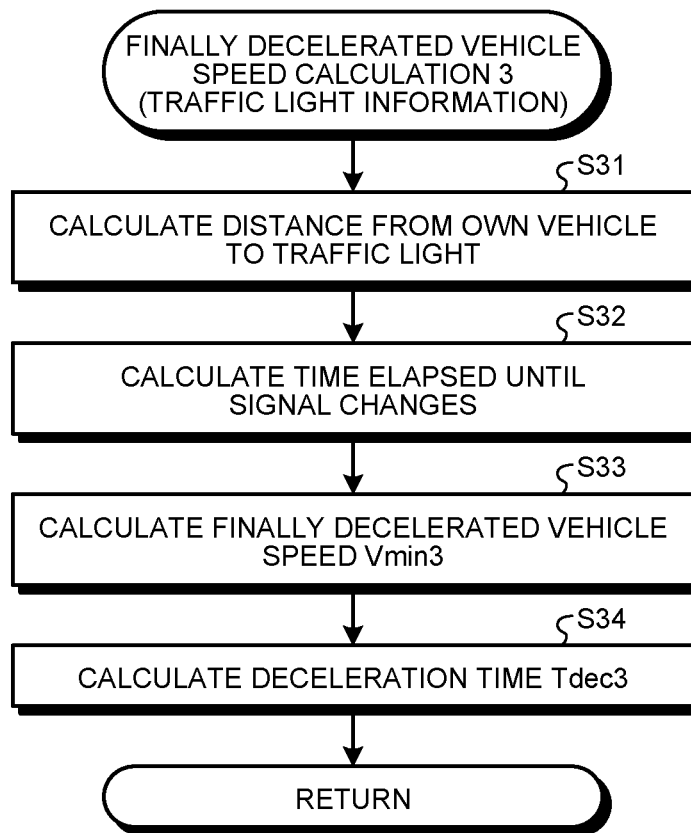 FINALLY DECELERATED VEHICLE
SPEED CALCULATION 3
(TRAFFIC LIGHT INFORMATION)
S31
CALCULATE DISTANCE FROM OWN VEHICLE
TO TRAFFIC LIGHT
S32
CALCULATE TIME ELAPSED UNTIL
SIGNAL CHANGES
S33
CALCULATE FINALLY DECELERATED VEHICLE
SPEED Vmin3
S34
CALCULATE DECELERATION TIME Tdec3
RETURN